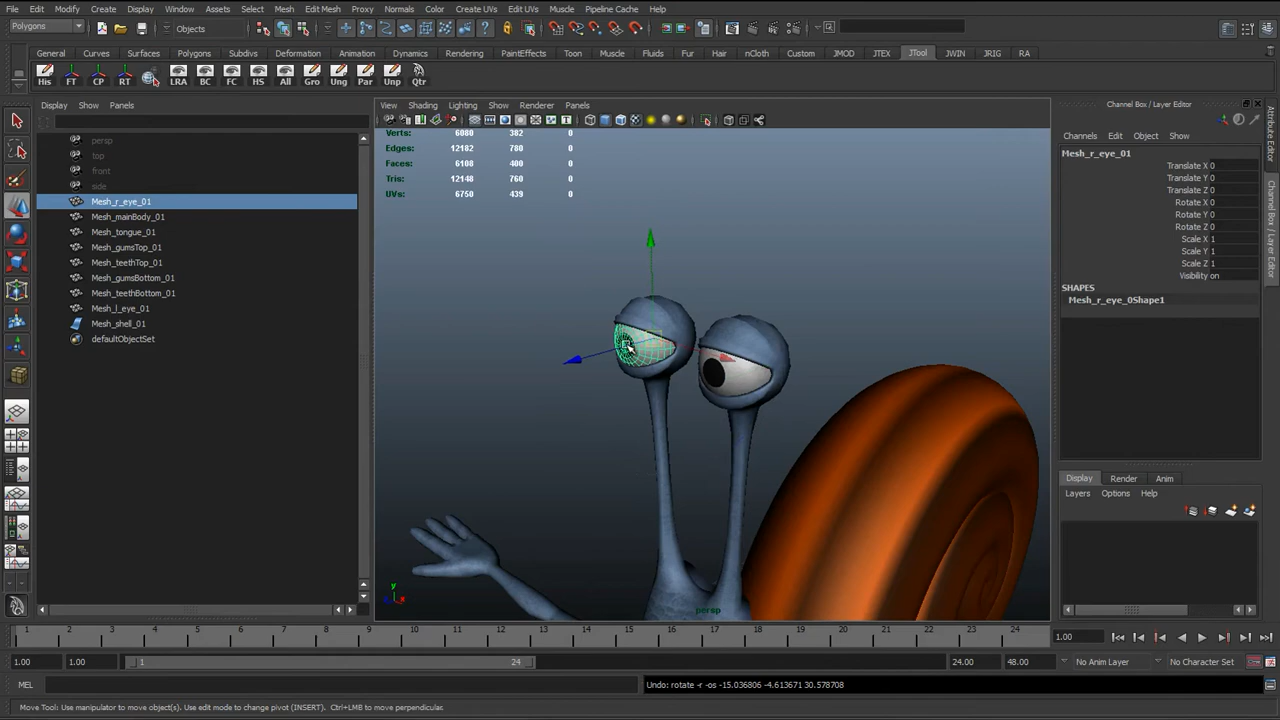 File Edit Modify Create Display Window Assets Select Mesh Edit Mesh Proxy Normals Color Create UVs Edit UVs Muscle Pipeline Cache Help
Polygons Objects
General Curves Surfaces Polygons Subdivs Deformation Animation Dynamics Rendering PaintEffects Toon Muscle Fluids Fur Hair nCloth Custom JMOD JTEX JTool JWIN JRIG RA
His FT CP RT LRA BC FC HS All Gro Ung Par Unp Qtr
Display Show Panels
View Shading Lighting Show Renderer Panels
Channel Box / Layer Editor
persp
top
front
side
Mesh_r_eye_01
Mesh_mainBody_01
Mesh_tongue_01
Mesh_gumsTop_01
Mesh_teethTop_01
Mesh_gumsBottom_01
Mesh_teethBottom_01
Mesh_l_eye_01
Mesh_shell_01
defaultObjectSet
Verts: 6080 382 0
Edges: 12182 780 0
Faces: 6108 400 0
Tris: 12148 760 0
UVs: 6750 439 0
y
z x
persp
Channels Edit Object Show
Mesh_r_eye_01
Translate X 0
Translate Y 0
Translate Z 0
Rotate X 0
Rotate Y 0
Rotate Z 0
Scale X 1
Scale Y 1
Scale Z 1
Visibility on
SHAPES
Mesh_r_eye_0Shape1
Display Render Anim
Layers Options Help
Attribute Editor
Channel Box / Layer Editor
1 2 3 4 5 6 7 8 9 10 11 12 13 14 15 16 17 18 19 20 21 22 23 24
1.00
1.00 1.00 1 24 24.00 48.00 No Anim Layer No Character Set
MEL Undo: rotate -r -os -15.036806 -4.613671 30.578708
Move Tool: Use manipulator to move object(s). Use edit mode to change pivot (INSERT). Ctrl+LMB to move perpendicular.